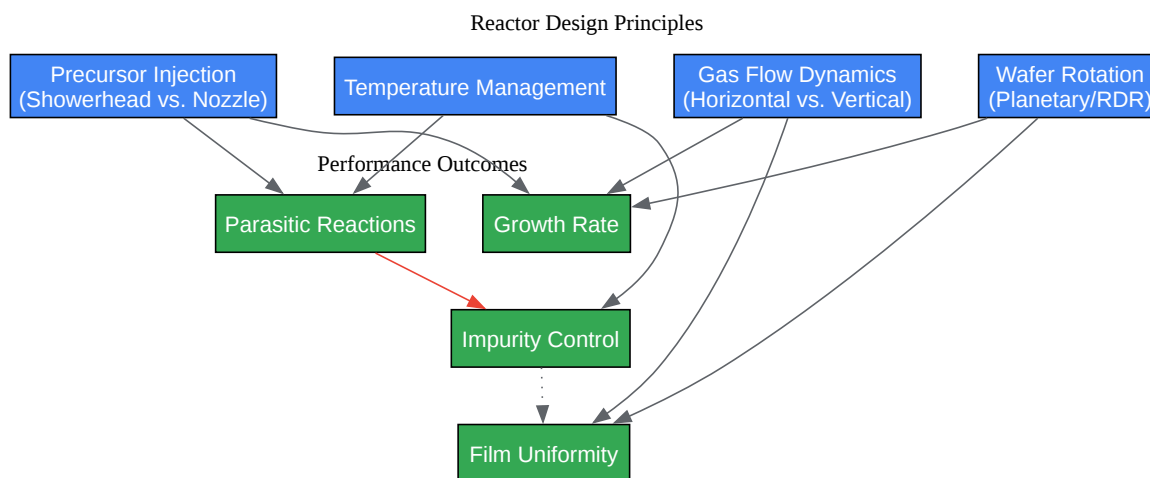 Reactor Design Principles
Precursor Injection
(Showerhead vs. Nozzle)
Temperature Management
Gas Flow Dynamics
(Horizontal vs. Vertical)
Wafer Rotation
(Planetary/RDR)
Performance Outcomes
Parasitic Reactions
Growth Rate
Impurity Control
Film Uniformity